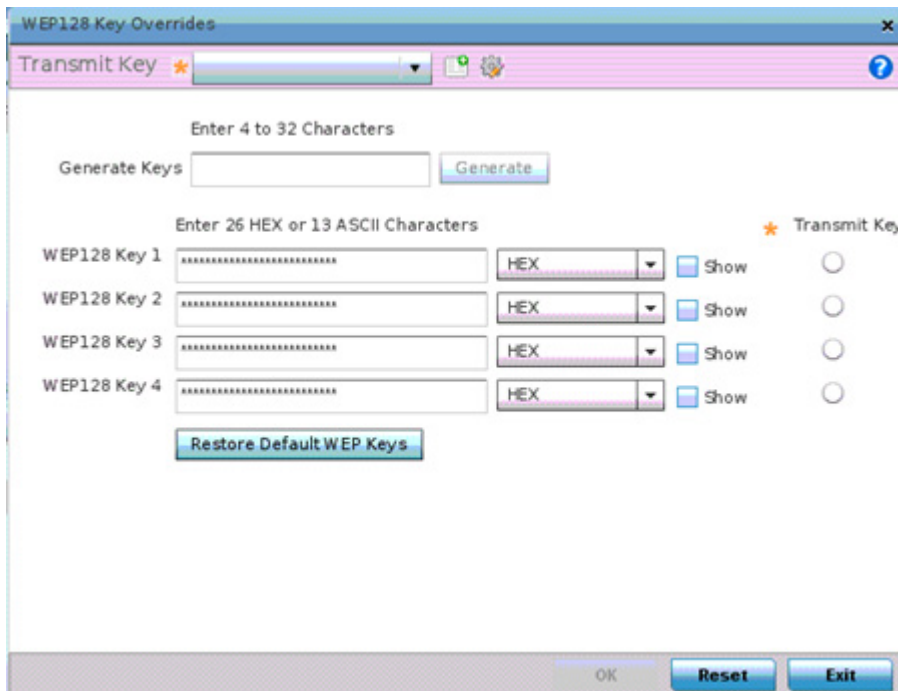 WEP128 Key Overrides
Transmit Key *
Enter 4 to 32 Characters
Generate Keys Generate
Enter 26 HEX or 13 ASCII Characters * Transmit Key
WEP128 Key 1 ************************** HEX Show
WEP128 Key 2 ************************** HEX Show
WEP128 Key 3 ************************** HEX Show
WEP128 Key 4 ************************** HEX Show
Restore Default WEP Keys
OK Reset Exit